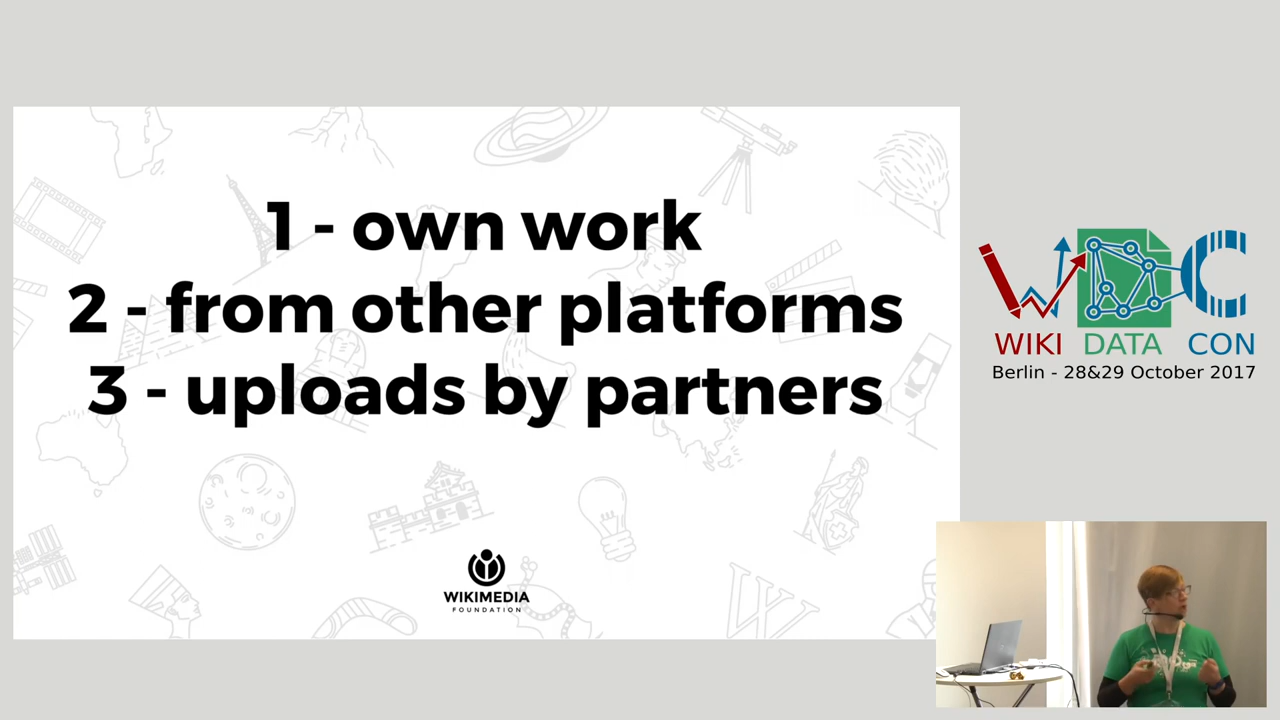 1 - own work
2 - from other platforms
3 - uploads by partners
WIKIMEDIA
FOUNDATION
WIKI DATA CON
Berlin - 28&29 October 2017